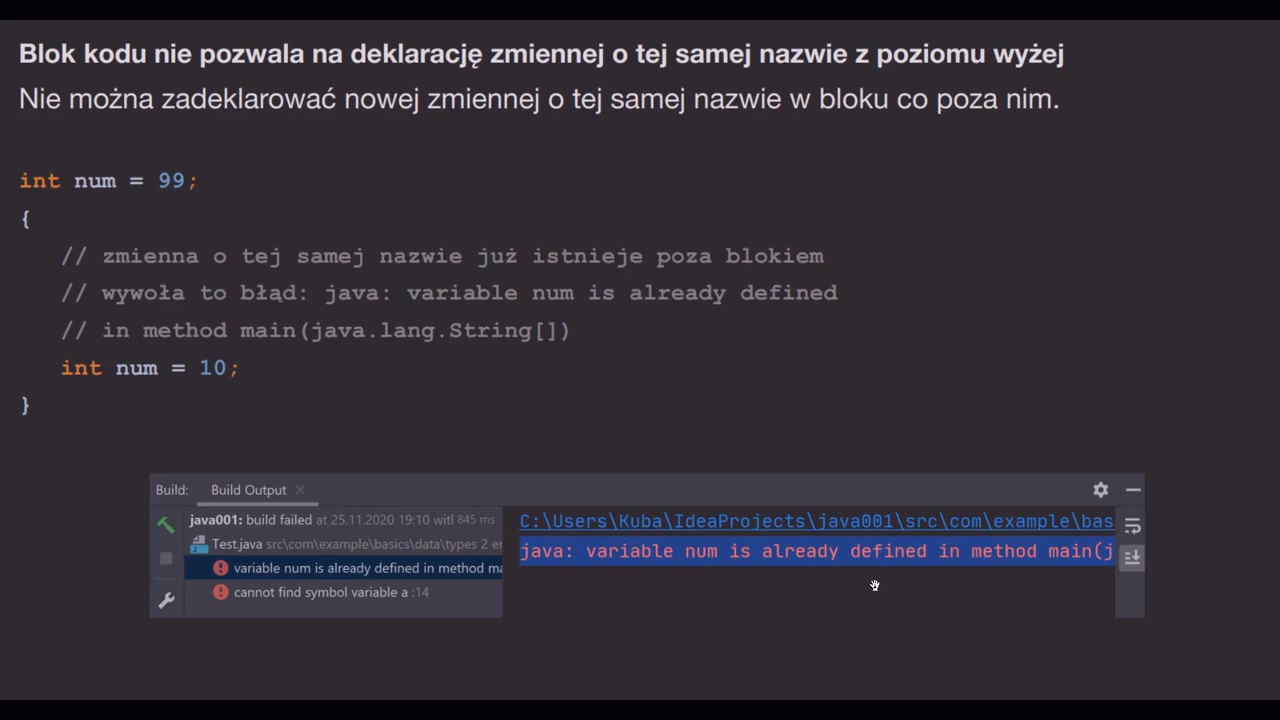 Blok kodu nie pozwala na deklarację zmiennej o tej samej nazwie z poziomu wyżej
Nie można zadeklarować nowej zmiennej o tej samej nazwie w bloku co poza nim.
int num = 99;
{
// zmienna o tej samej nazwie już istnieje poza blokiem
// wywoła to błąd: java: variable num is already defined
// in method main(java.lang.String[])
int num = 10;
}
Build: Build Output
java001: build failed at 25.11.2020 19:10 witl 845 ms
Test.java src\com\example\basics\data\types 2 er
variable num is already defined in method ma
cannot find symbol variable a :14
C:\Users\Kuba\IdeaProjects\java001\src\com\example\bas
java: variable num is already defined in method main(j